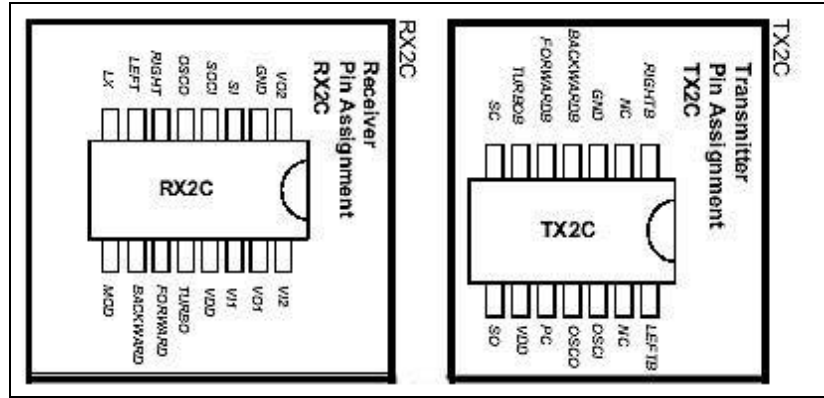 RX2C
Receiver
Pin Assignment
RX2C
LX
LEFT
RIGHT
OSCO
SOCI
SI
GND
VO2
RX2C
MOD
BACKWARD
FORWARD
TURBO
VDD
VI1
VO1
VI2
TX2C
Transmitter
Pin Assignment
TX2C
SC
TURBOB
FORWARDB
BACKWARDB
GND
NC
RIGHTB
TX2C
SO
VDD
PC
OSCO
OSCI
NC
LEFTB